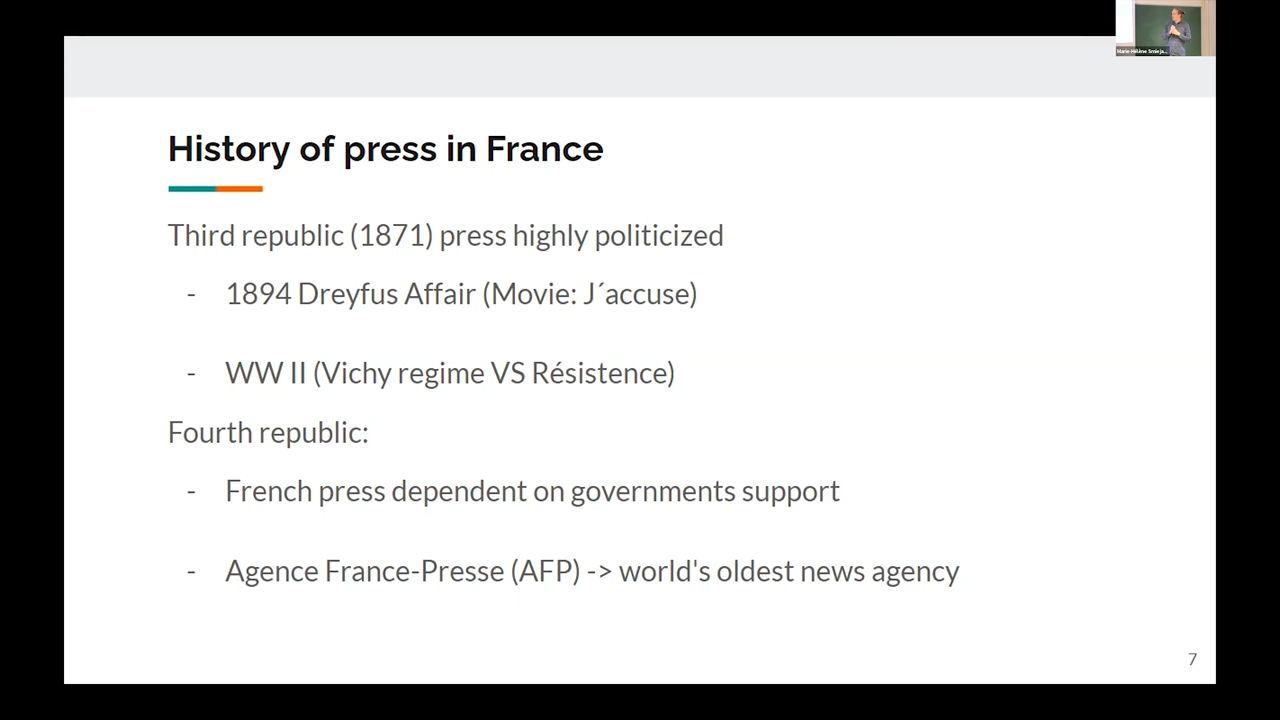 History of press in France
Third republic (1871) press highly politicized
- 1894 Dreyfus Affair (Movie: J´accuse)
- WW II (Vichy regime VS Résistence)
Fourth republic:
- French press dependent on governments support
- Agence France-Presse (AFP) -> world's oldest news agency
7
Marie-Hélène